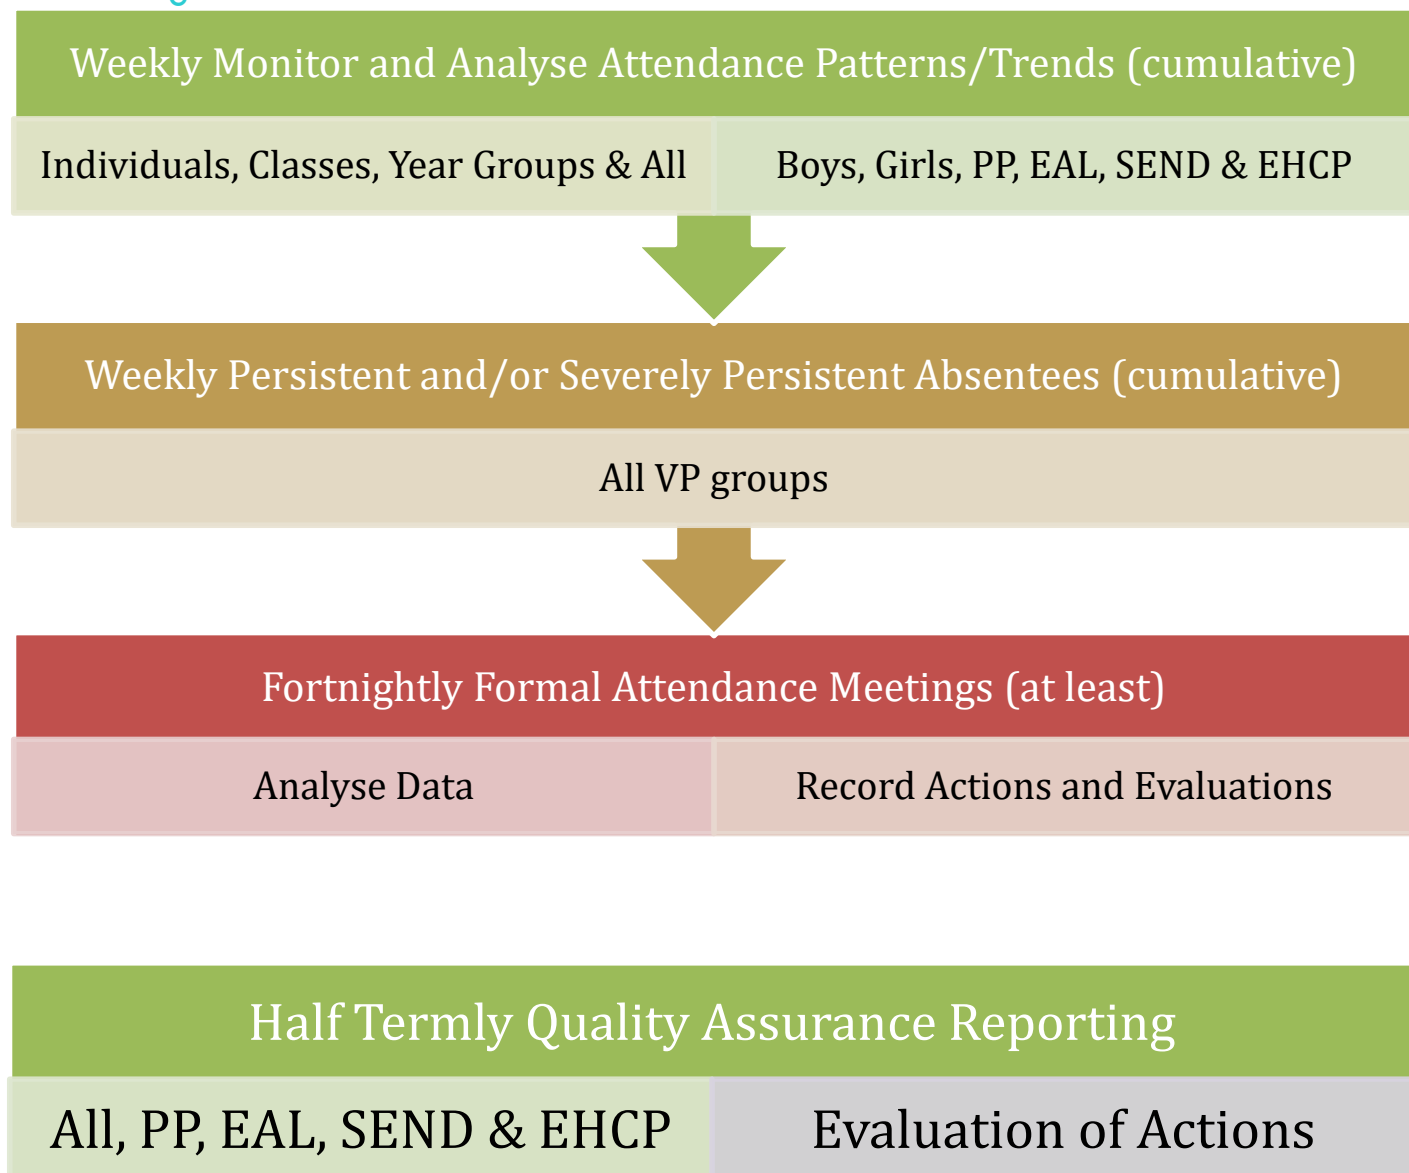 Weekly Monitor and Analyse Attendance Patterns/Trends (cumulative)
Individuals, Classes, Year Groups & All
Boys, Girls, PP, EAL, SEND & EHCP
Weekly Persistent and/or Severely Persistent Absentees (cumulative)
All VP groups
Fortnightly Formal Attendance Meetings (at least)
Analyse Data
Record Actions and Evaluations
Half Termly Quality Assurance Reporting
All, PP, EAL, SEND & EHCP
Evaluation of Actions